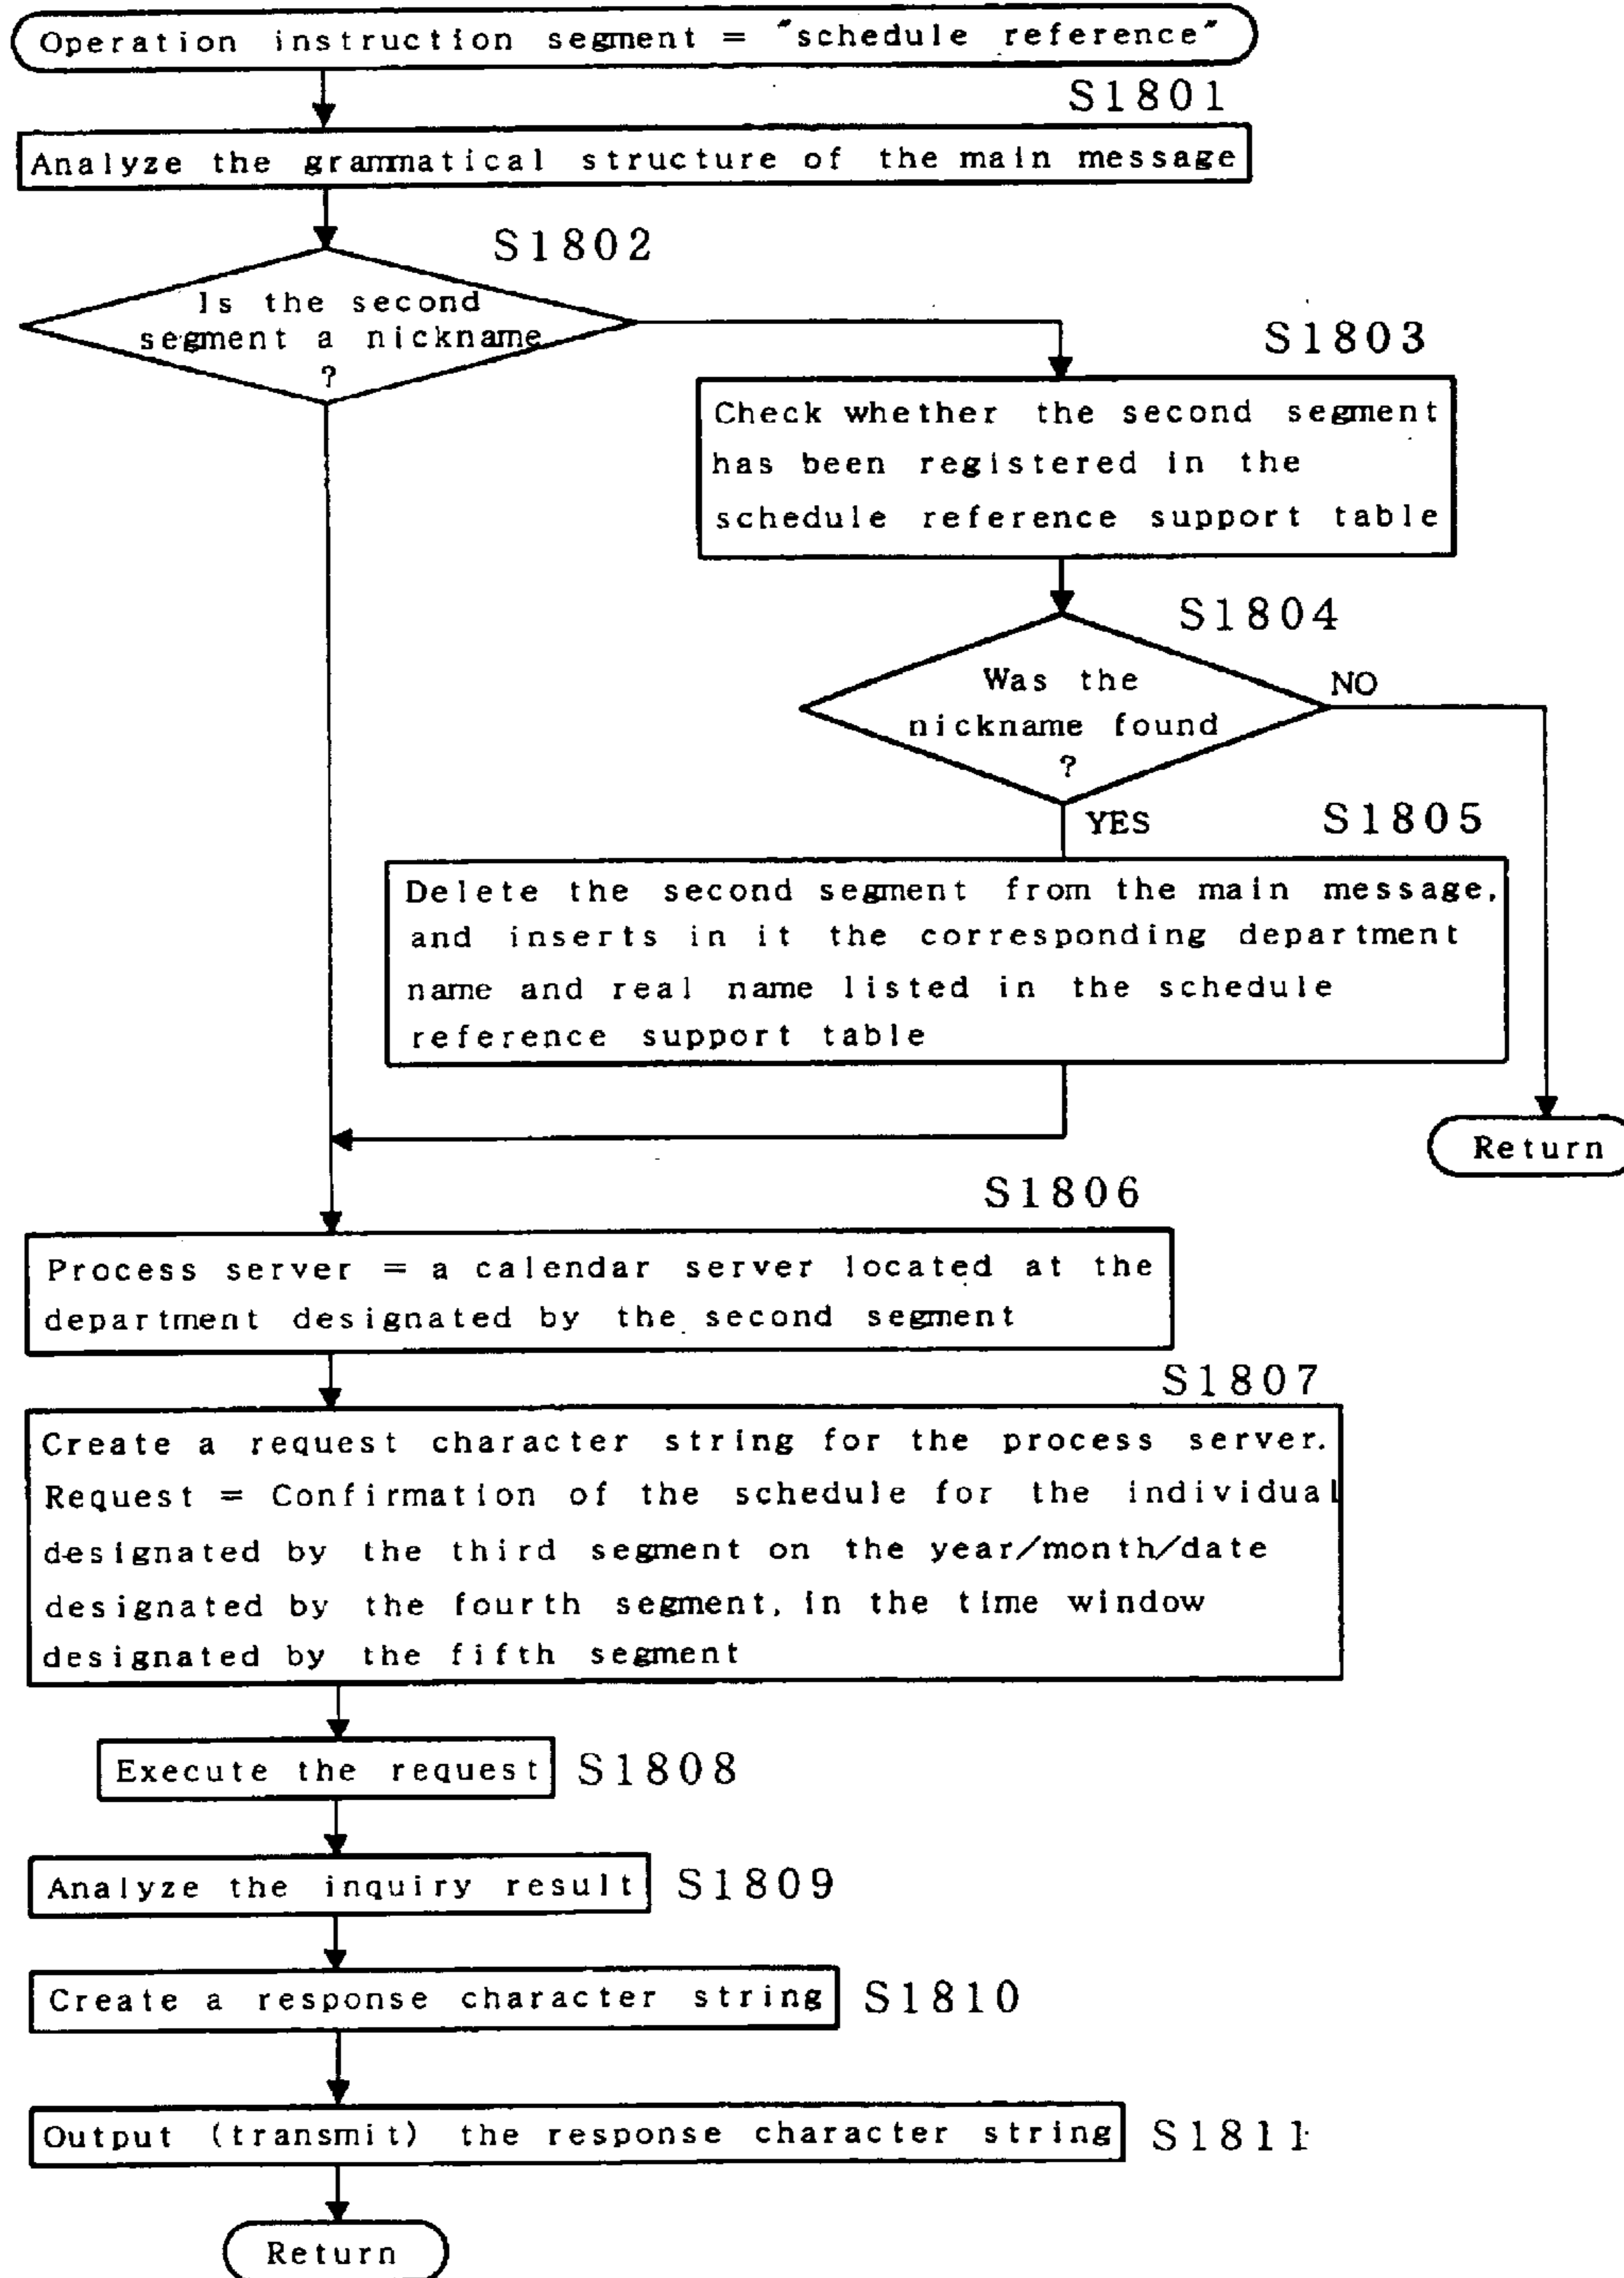 Operation instruction segment = "schedule reference"
S1801
Analyze the grammatical structure of the main message
S1802
Is the second
segment a nickname
?
S1803
Check whether the second segment
has been registered in the
schedule reference support table
S1804
Was the
nickname found
?
NO
YES
S1805
Delete the second segment from the main message,
and inserts in it the corresponding department
name and real name listed in the schedule
reference support table
Return
S1806
Process server = a calendar server located at the
department designated by the second segment
S1807
Create a request character string for the process server.
Request = Confirmation of the schedule for the individual
designated by the third segment on the year/month/date
designated by the fourth segment, in the time window
designated by the fifth segment
Execute the request S1808
Analyze the inquiry result S1809
Create a response character string S1810
Output (transmit) the response character string S1811
Return